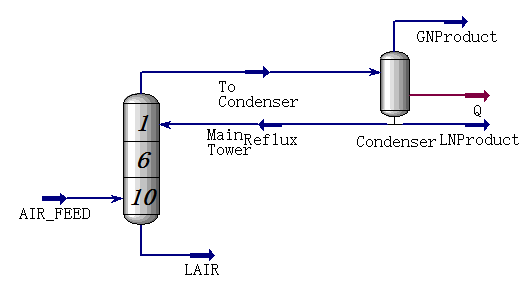 GNProduct
To
Condenser
Q
Main
Tower
Reflux
Condenser
LNProduct
1
6
10
AIR_FEED
LAIR